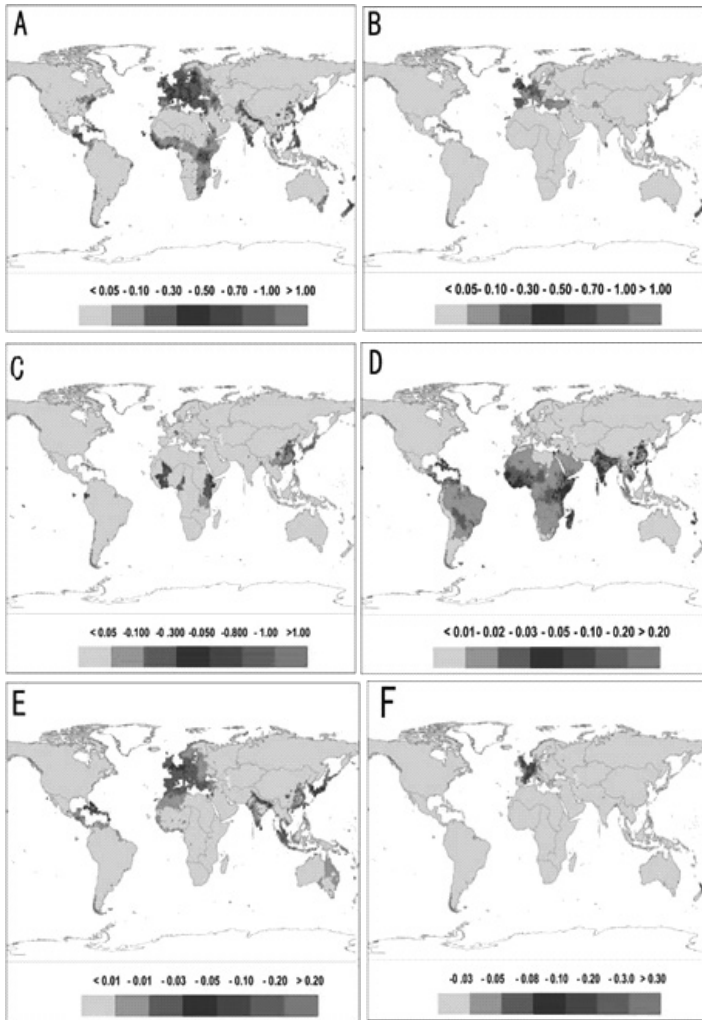 A
B
< 0.05 - 0.10 - 0.30 - 0.50 - 0.70 - 1.00 > 1.00
< 0.05- 0.10 - 0.30 - 0.50 - 0.70 - 1.00 > 1.00
C
D
< 0.05 -0.100 -0.300 -0.050 -0.800 - 1.00 >1.00
< 0.01 - 0.02 - 0.03 - 0.05 - 0.10 - 0.20 > 0.20
E
F
< 0.01 - 0.01 - 0.03 - 0.05 - 0.10 - 0.20 > 0.20
-0.03 - 0.05 - 0.08 - 0.10 - 0.20 - 0.3.0 > 0.30